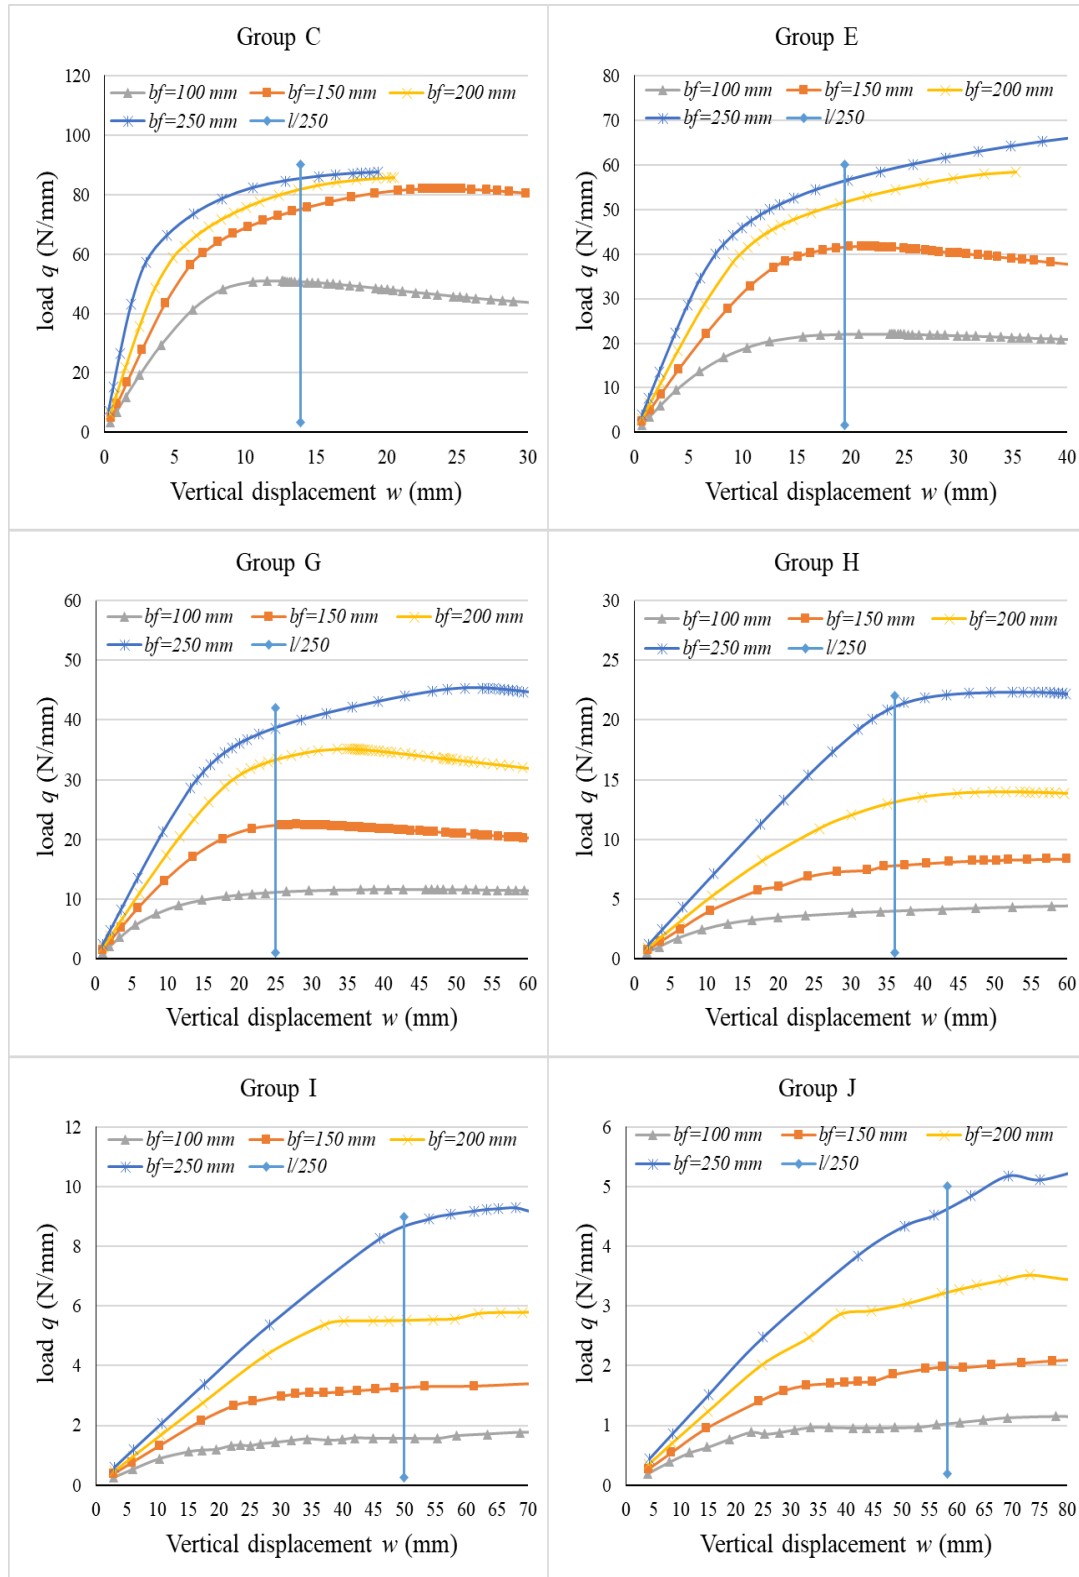 Group C
bf=100 mm bf=150 mm bf=200 mm
bf=250 mm l/250
120
100
80
60
40
20
0
0 5 10 15 20 25 30
load q (N/mm)
Vertical displacement w (mm)
Group E
bf=100 mm bf=150 mm bf=200 mm
bf=250 mm l/250
80
70
60
50
40
30
20
10
0
0 5 10 15 20 25 30 35 40
load q (N/mm)
Vertical displacement w (mm)
Group G
bf=100 mm bf=150 mm bf=200 mm
bf=250 mm l/250
60
50
40
30
20
10
0
0 5 10 15 20 25 30 35 40 45 50 55 60
load q (N/mm)
Vertical displacement w (mm)
Group H
bf=100 mm bf=150 mm bf=200 mm
bf=250 mm l/250
30
25
20
15
10
5
0
0 5 10 15 20 25 30 35 40 45 50 55 60
load q (N/mm)
Vertical displacement w (mm)
Group I
bf=100 mm bf=150 mm bf=200 mm
bf=250 mm l/250
12
10
8
6
4
2
0
0 5 10 15 20 25 30 35 40 45 50 55 60 65 70
load q (N/mm)
Vertical displacement w (mm)
Group J
bf=100 mm bf=150 mm bf=200 mm
bf=250 mm l/250
6
5
4
3
2
1
0
0 5 10 15 20 25 30 35 40 45 50 55 60 65 70 75 80
load q (N/mm)
Vertical displacement w (mm)